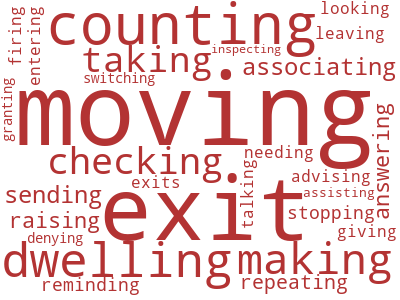 counting
looking
leaving
firing
entering
taking
inspecting
associating
switching
granting
moving
answering
checking
needing
exits
advising
assisting
sending
exit
talking
stopping
raising
giving
denying
dwelling
making
reminding
repeating